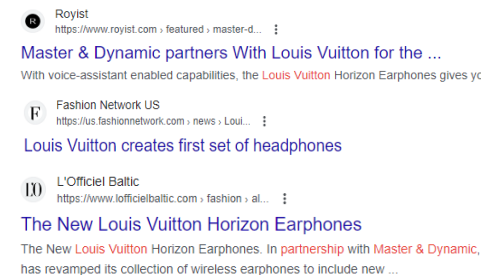 Royist
https://www.royist.com › featured › master-d...
Master & Dynamic partners With Louis Vuitton for the ...
With voice-assistant enabled capabilities, the Louis Vuitton Horizon Earphones gives yo
F
Fashion Network US
https://us.fashionnetwork.com › news › Loui...
Louis Vuitton creates first set of headphones
L'O
L'Officiel Baltic
https://www.lofficielbaltic.com › fashion › al...
The New Louis Vuitton Horizon Earphones
The New Louis Vuitton Horizon Earphones. In partnership with Master & Dynamic,
has revamped its collection of wireless earphones to include new ...